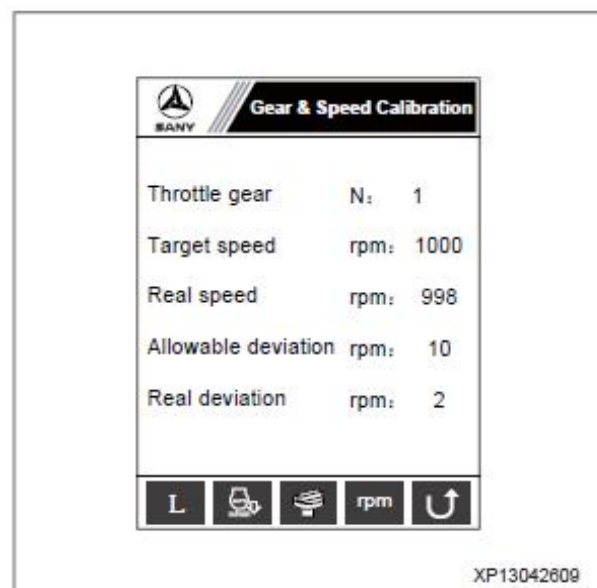 SANY
Gear & Speed Calibration
Throttle gear N: 1
Target speed rpm: 1000
Real speed rpm: 998
Allowable deviation rpm: 10
Real deviation rpm: 2
L rpm
XP13042609